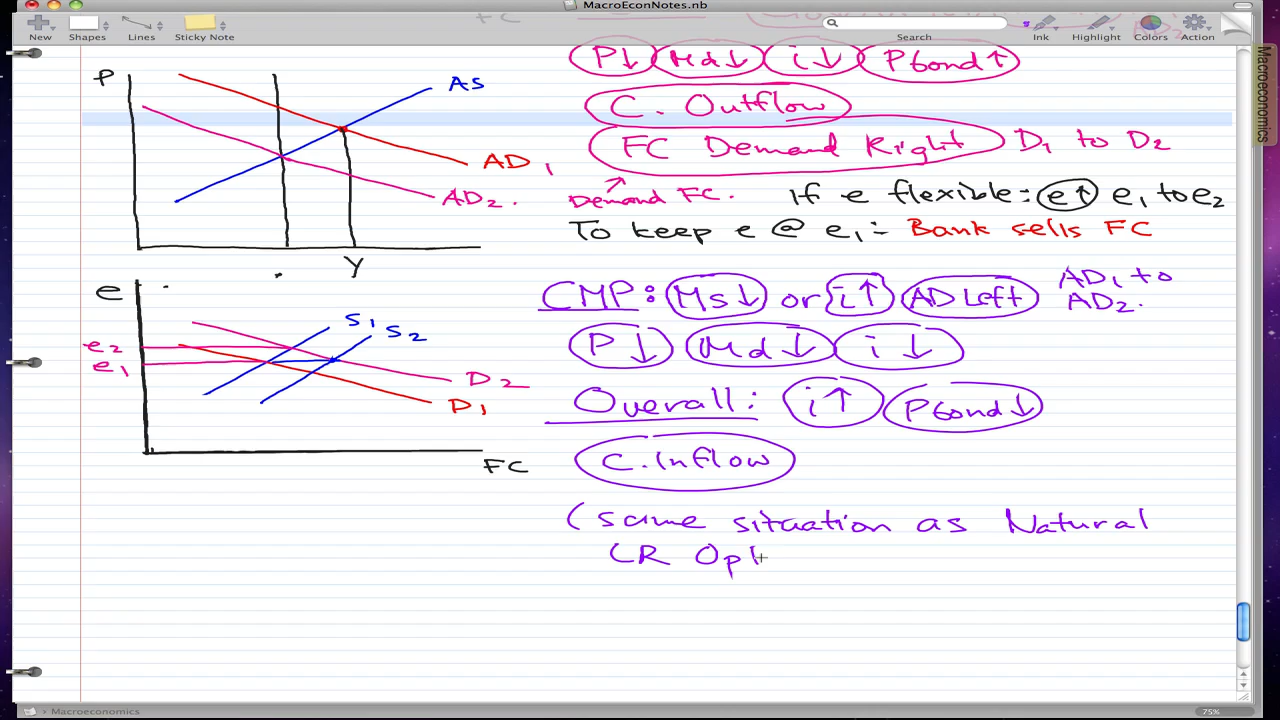 MacroEconNotes.nb
New Shapes Lines Sticky Note Search Ink Highlight Colors Action
Macroeconomics
P↓ Md↓ i↓ Pbond↑
C. Outflow
FC Demand Right D1 to D2
Demand FC. If e flexible: e↑ e1 to e2
To keep e @ e1: Bank sells FC
P
AS
AD1
AD2.
Y
CMP: Ms↓ or i↑ AD Left AD1 to AD2.
P↓ Md↓ i↓
Overall: i↑ Pbond↓
C. Inflow
(same situation as Natural
e
S1
S2
e2
e1
D2
D1
FC
Macroeconomics
75%